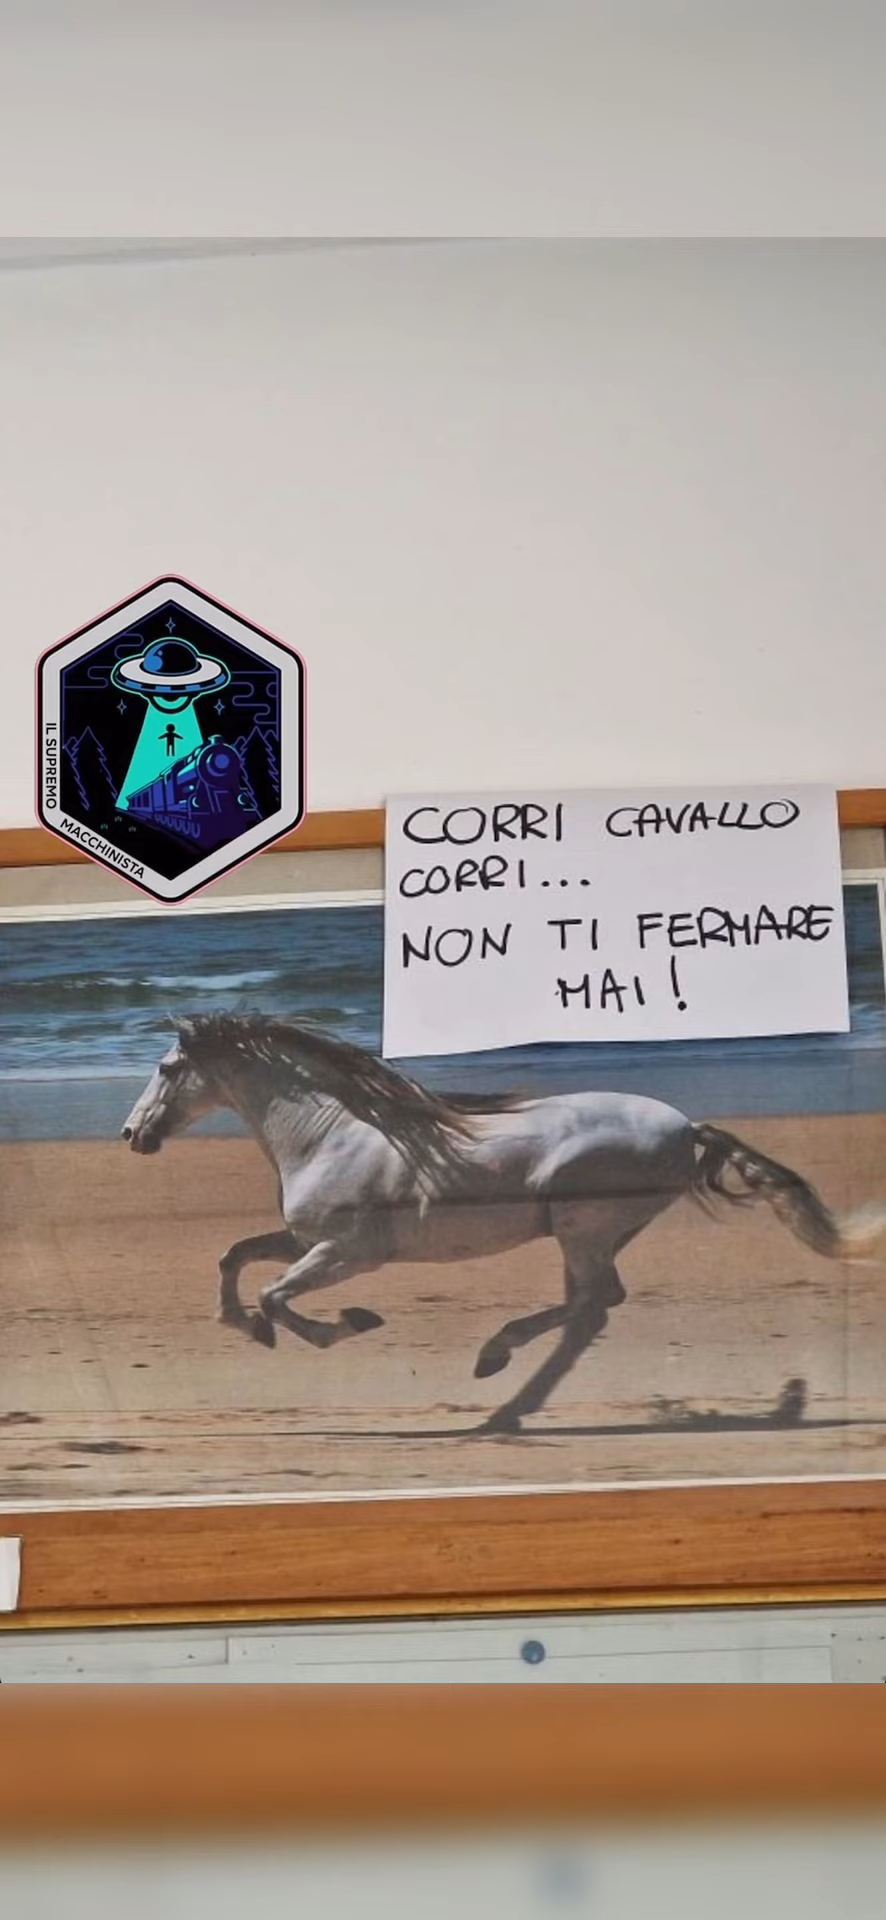 IL SUPREMO
MACCHINISTA
CORRI CAVALLO
CORRI...
NON TI FERMARE
MAI!